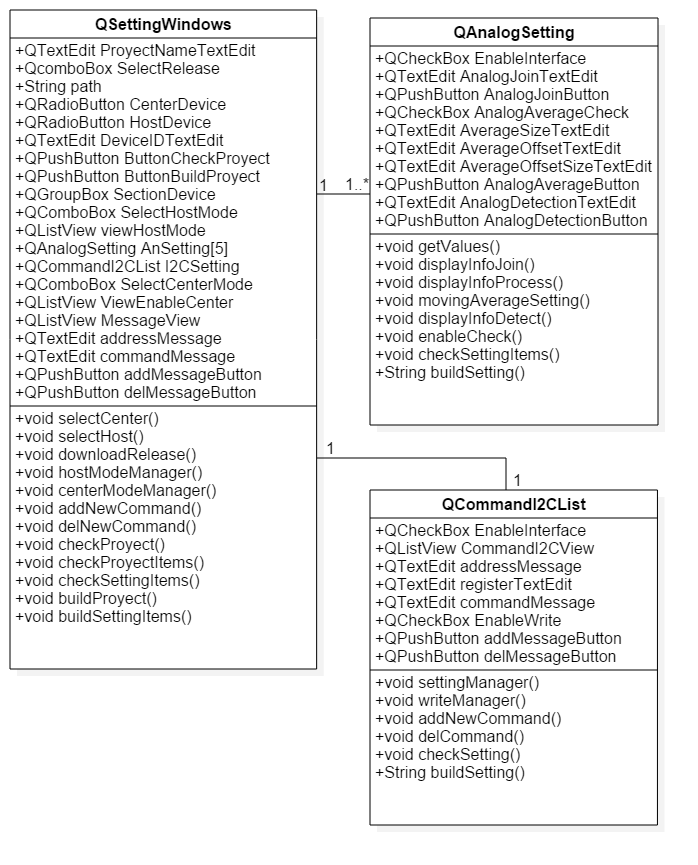 QSettingWindows
+QTextEdit ProyectNameTextEdit
+QcomboBox SelectRelease
+String path
+QRadioButton CenterDevice
+QRadioButton HostDevice
+QTextEdit DeviceIDTextEdit
+QPushButton ButtonCheckProyect
+QPushButton ButtonBuildProyect
+QGroupBox SectionDevice
+QComboBox SelectHostMode
+QListView viewHostMode
+QAnalogSetting AnSetting[5]
+QCommandI2CList I2CSetting
+QComboBox SelectCenterMode
+QListView ViewEnableCenter
+QListView MessageView
+QTextEdit addressMessage
+QTextEdit commandMessage
+QPushButton addMessageButton
+QPushButton delMessageButton
+void selectCenter()
+void selectHost()
+void downloadRelease()
+void hostModeManager()
+void centerModeManager()
+void addNewCommand()
+void delNewCommand()
+void checkProyect()
+void checkProyectItems()
+void checkSettingItems()
+void buildProyect()
+void buildSettingItems()
1
1..*
QAnalogSetting
+QCheckBox EnableInterface
+QTextEdit AnalogJoinTextEdit
+QPushButton AnalogJoinButton
+QCheckBox AnalogAverageCheck
+QTextEdit AverageSizeTextEdit
+QTextEdit AverageOffsetTextEdit
+QTextEdit AverageOffsetSizeTextEdit
+QPushButton AnalogAverageButton
+QTextEdit AnalogDetectionTextEdit
+QPushButton AnalogDetectionButton
+void getValues()
+void displayInfoJoin()
+void displayInfoProcess()
+void movingAverageSetting()
+void displayInfoDetect()
+void enableCheck()
+void checkSettingItems()
+String buildSetting()
1
1
QCommandI2CList
+QCheckBox EnableInterface
+QListView CommandI2CView
+QTextEdit addressMessage
+QTextEdit registerTextEdit
+QTextEdit commandMessage
+QCheckBox EnableWrite
+QPushButton addMessageButton
+QPushButton delMessageButton
+void settingManager()
+void writeManager()
+void addNewCommand()
+void delCommand()
+void checkSetting()
+String buildSetting()